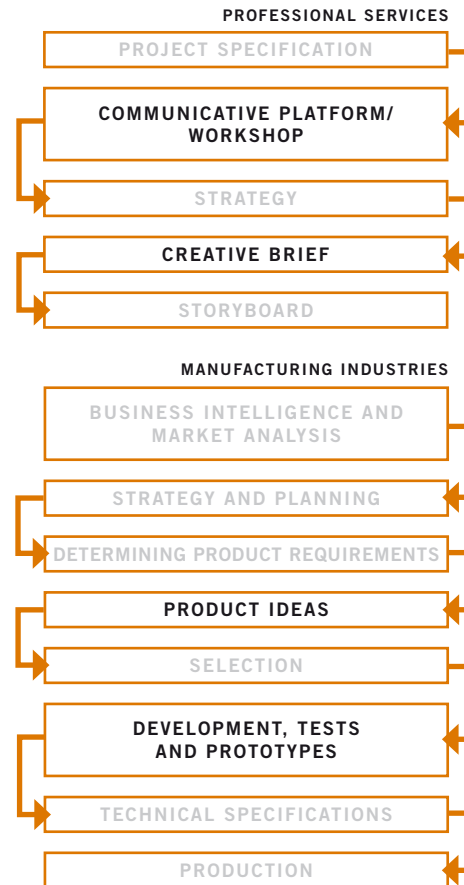 PROFESSIONAL SERVICES
PROJECT SPECIFICATION
COMMUNICATIVE PLATFORM/
WORKSHOP
STRATEGY
CREATIVE BRIEF
STORYBOARD
MANUFACTURING INDUSTRIES
BUSINESS INTELLIGENCE AND
MARKET ANALYSIS
STRATEGY AND PLANNING
DETERMINING PRODUCT REQUIREMENTS
PRODUCT IDEAS
SELECTION
DEVELOPMENT, TESTS
AND PROTOTYPES
TECHNICAL SPECIFICATIONS
PRODUCTION